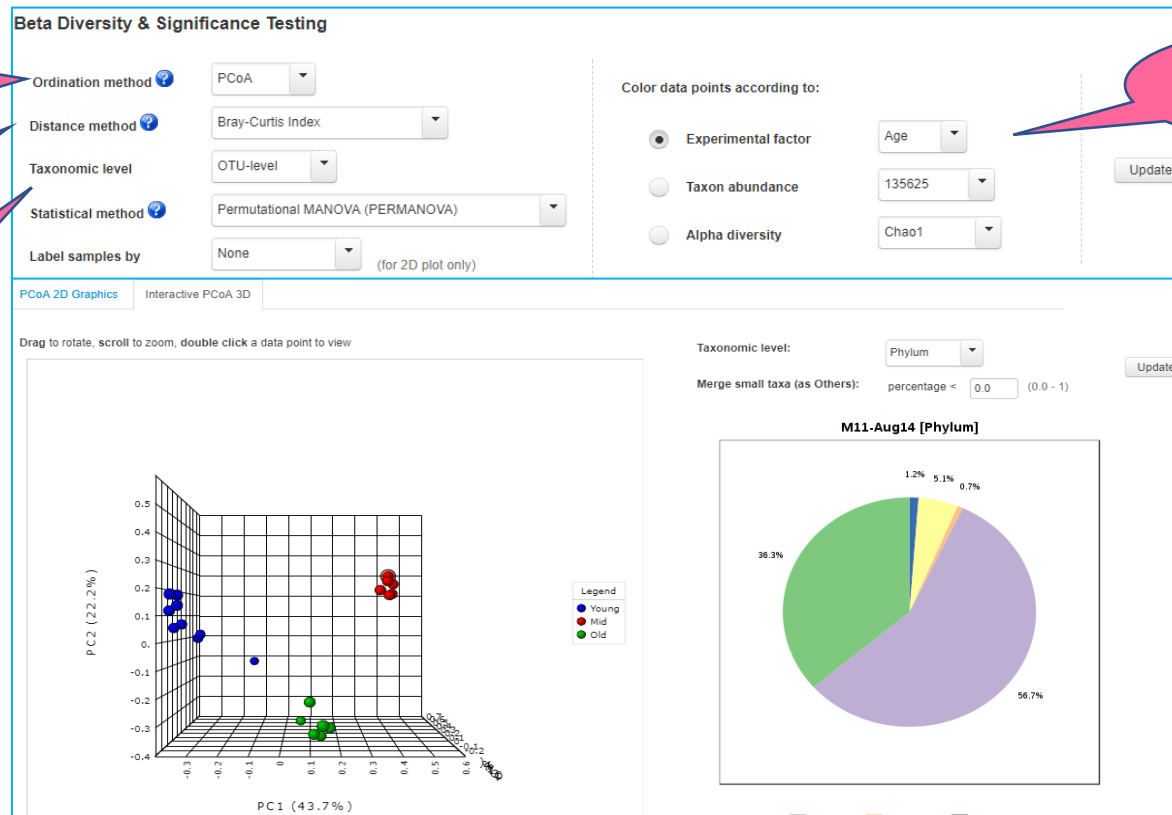 Beta Diversity & Significance Testing
Ordination method ? PCoA
Distance method ? Bray-Curtis Index
Taxonomic level OTU-level
Statistical method ? Permutational MANOVA (PERMANOVA)
Label samples by None (for 2D plot only)
Color data points according to:
Experimental factor Age
Taxon abundance 135625
Alpha diversity Chao1
Update
PCoA 2D Graphics Interactive PCoA 3D
Drag to rotate, scroll to zoom, double click a data point to view
Taxonomic level: Phylum
Merge small taxa (as Others): percentage < 0.0 (0.0 - 1)
Update
PC2 (22.2%)
0.5
0.4
0.3
0.2
0.1
0.
-0.1
-0.2
-0.3
-0.4
-0.3 -0.2 -0.1 0 0.1 0.2 0.3 0.4 0.5 0.6
PC1 (43.7%)
Legend
Young
Mid
Old
M11-Aug14 [Phylum]
1.2% 5.1% 0.7%
36.3%
56.7%